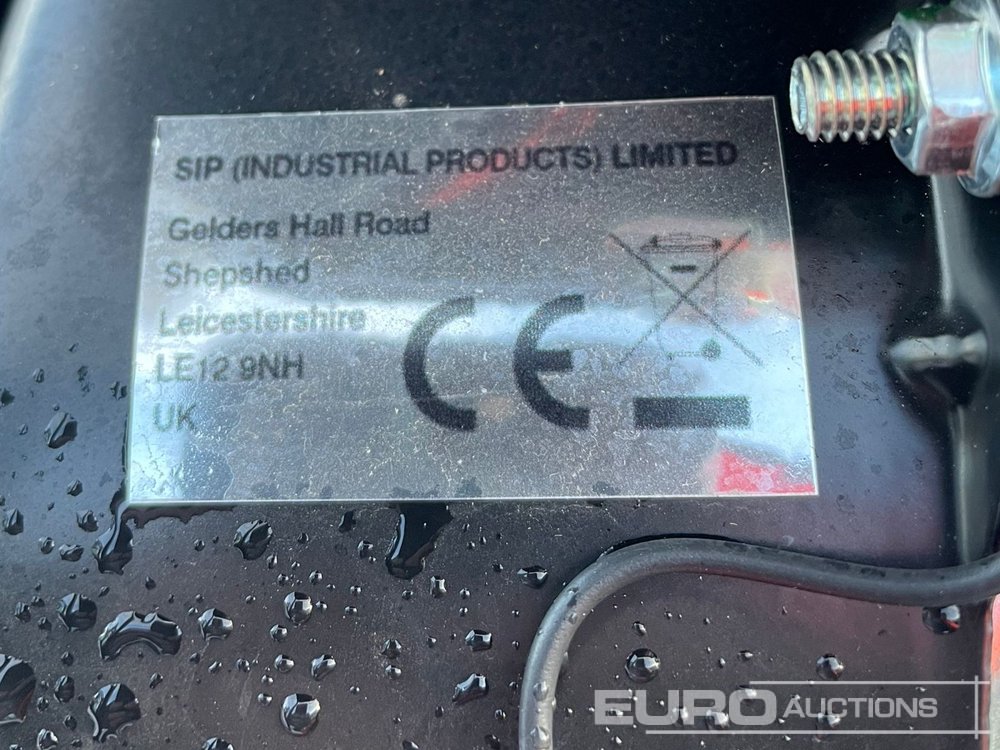 SIP (INDUSTRIAL PRODUCTS) LIMITED
Gelders Hall Road
Shepshed
Leicestershire
LE12 9NH
UK
CE
EURO AUCTIONS